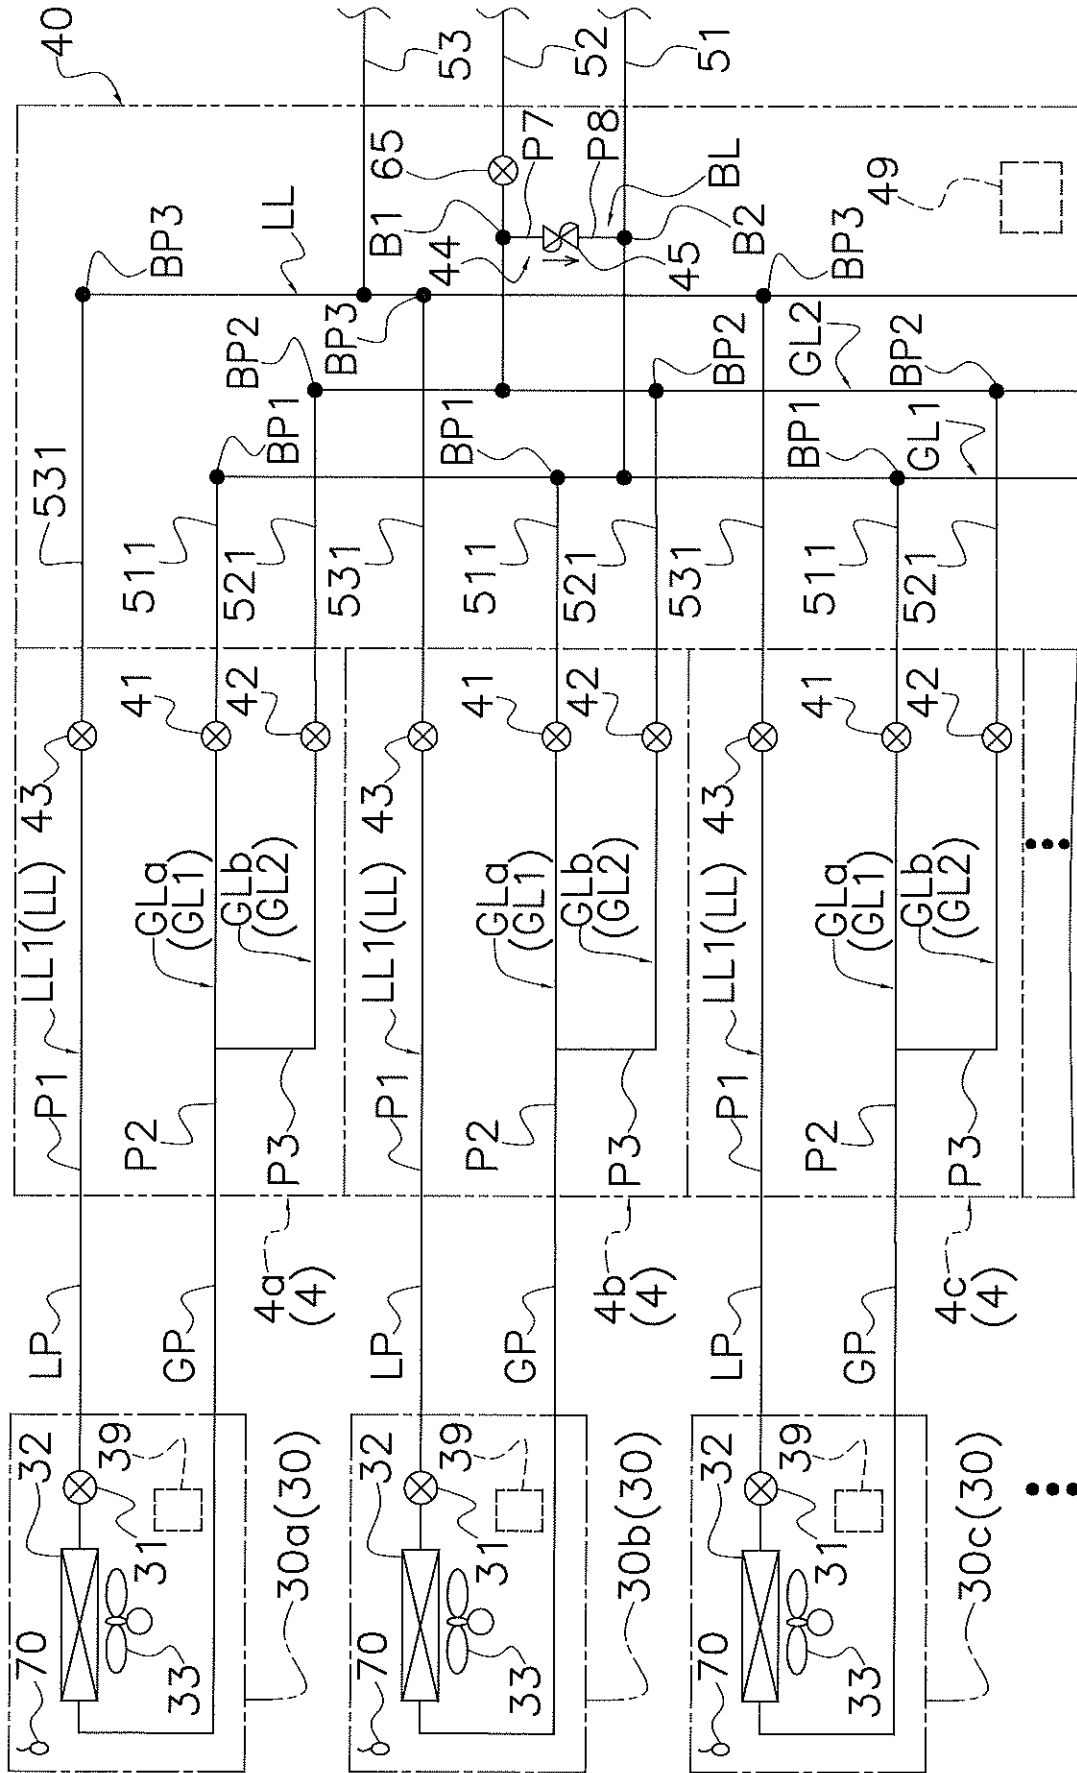 70
32
LP
P1
LL1(LL)
43
531
40
39
31
33
GP
P2
GLa
(GL1)
GLb
(GL2)
41
42
511
521
BP3
LL
BP1
BP2
P3
4a
(4)
30a(30)
531
BP3
53
70
32
LP
P1
LL1(LL)
43
65
B1
44
P7
52
39
31
33
GP
P2
GLa
(GL1)
GLb
(GL2)
41
42
511
521
BP1
45
P8
P3
4b
(4)
30b(30)
531
BP2
B2
BL
51
70
32
LP
P1
LL1(LL)
43
BP1
GL2
BP3
39
31
33
GP
P2
GLa
(GL1)
GLb
(GL2)
41
42
511
521
GL1
BP2
49
P3
4c
(4)
30c(30)